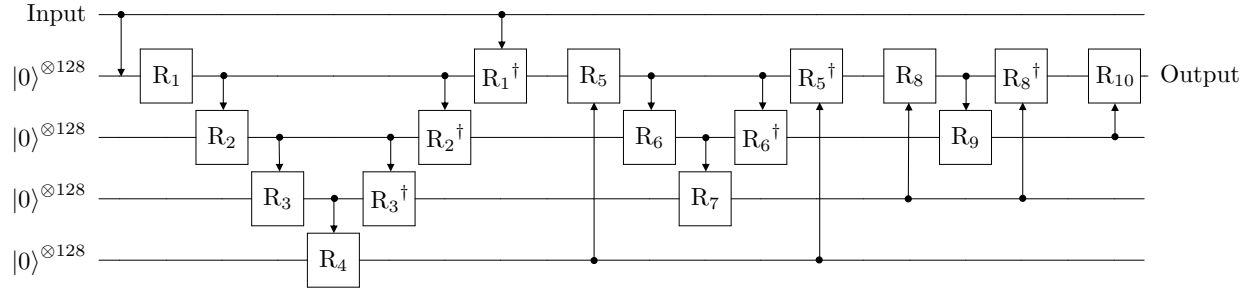 Input
|0⟩⊗128 R₁ R₁† R₅ R₅† R₈ R₈† R₁₀ Output
|0⟩⊗128 R₂ R₂† R₆ R₆† R₉
|0⟩⊗128 R₃ R₃† R₇
|0⟩⊗128 R₄